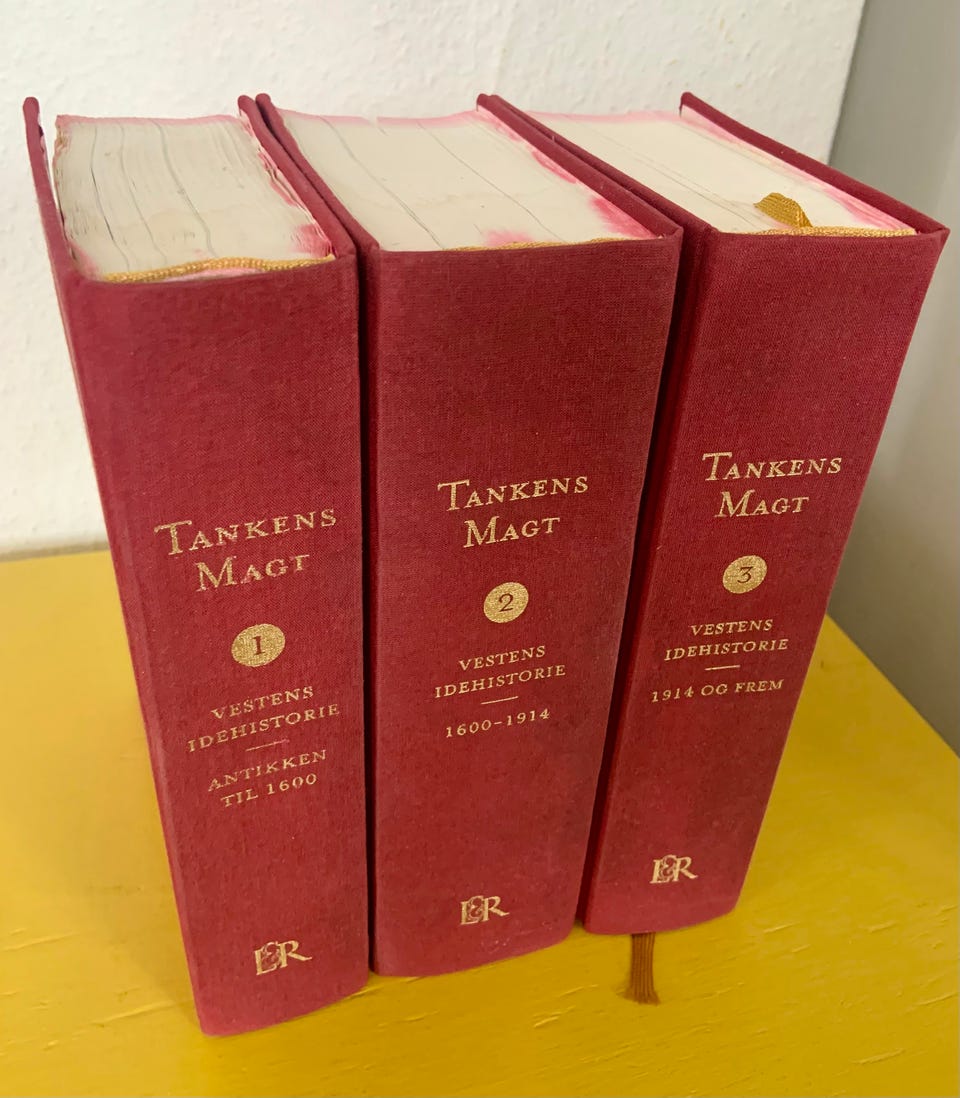 TANKENS
MAGT
1
VESTENS
IDEHISTORIE
ANTIKKEN
TIL 1600
L&R
TANKENS
MAGT
2
VESTENS
IDEHISTORIE
1600-1914
L&R
TANKENS
MAGT
3
VESTENS
IDEHISTORIE
1914 OG FREM
L&R